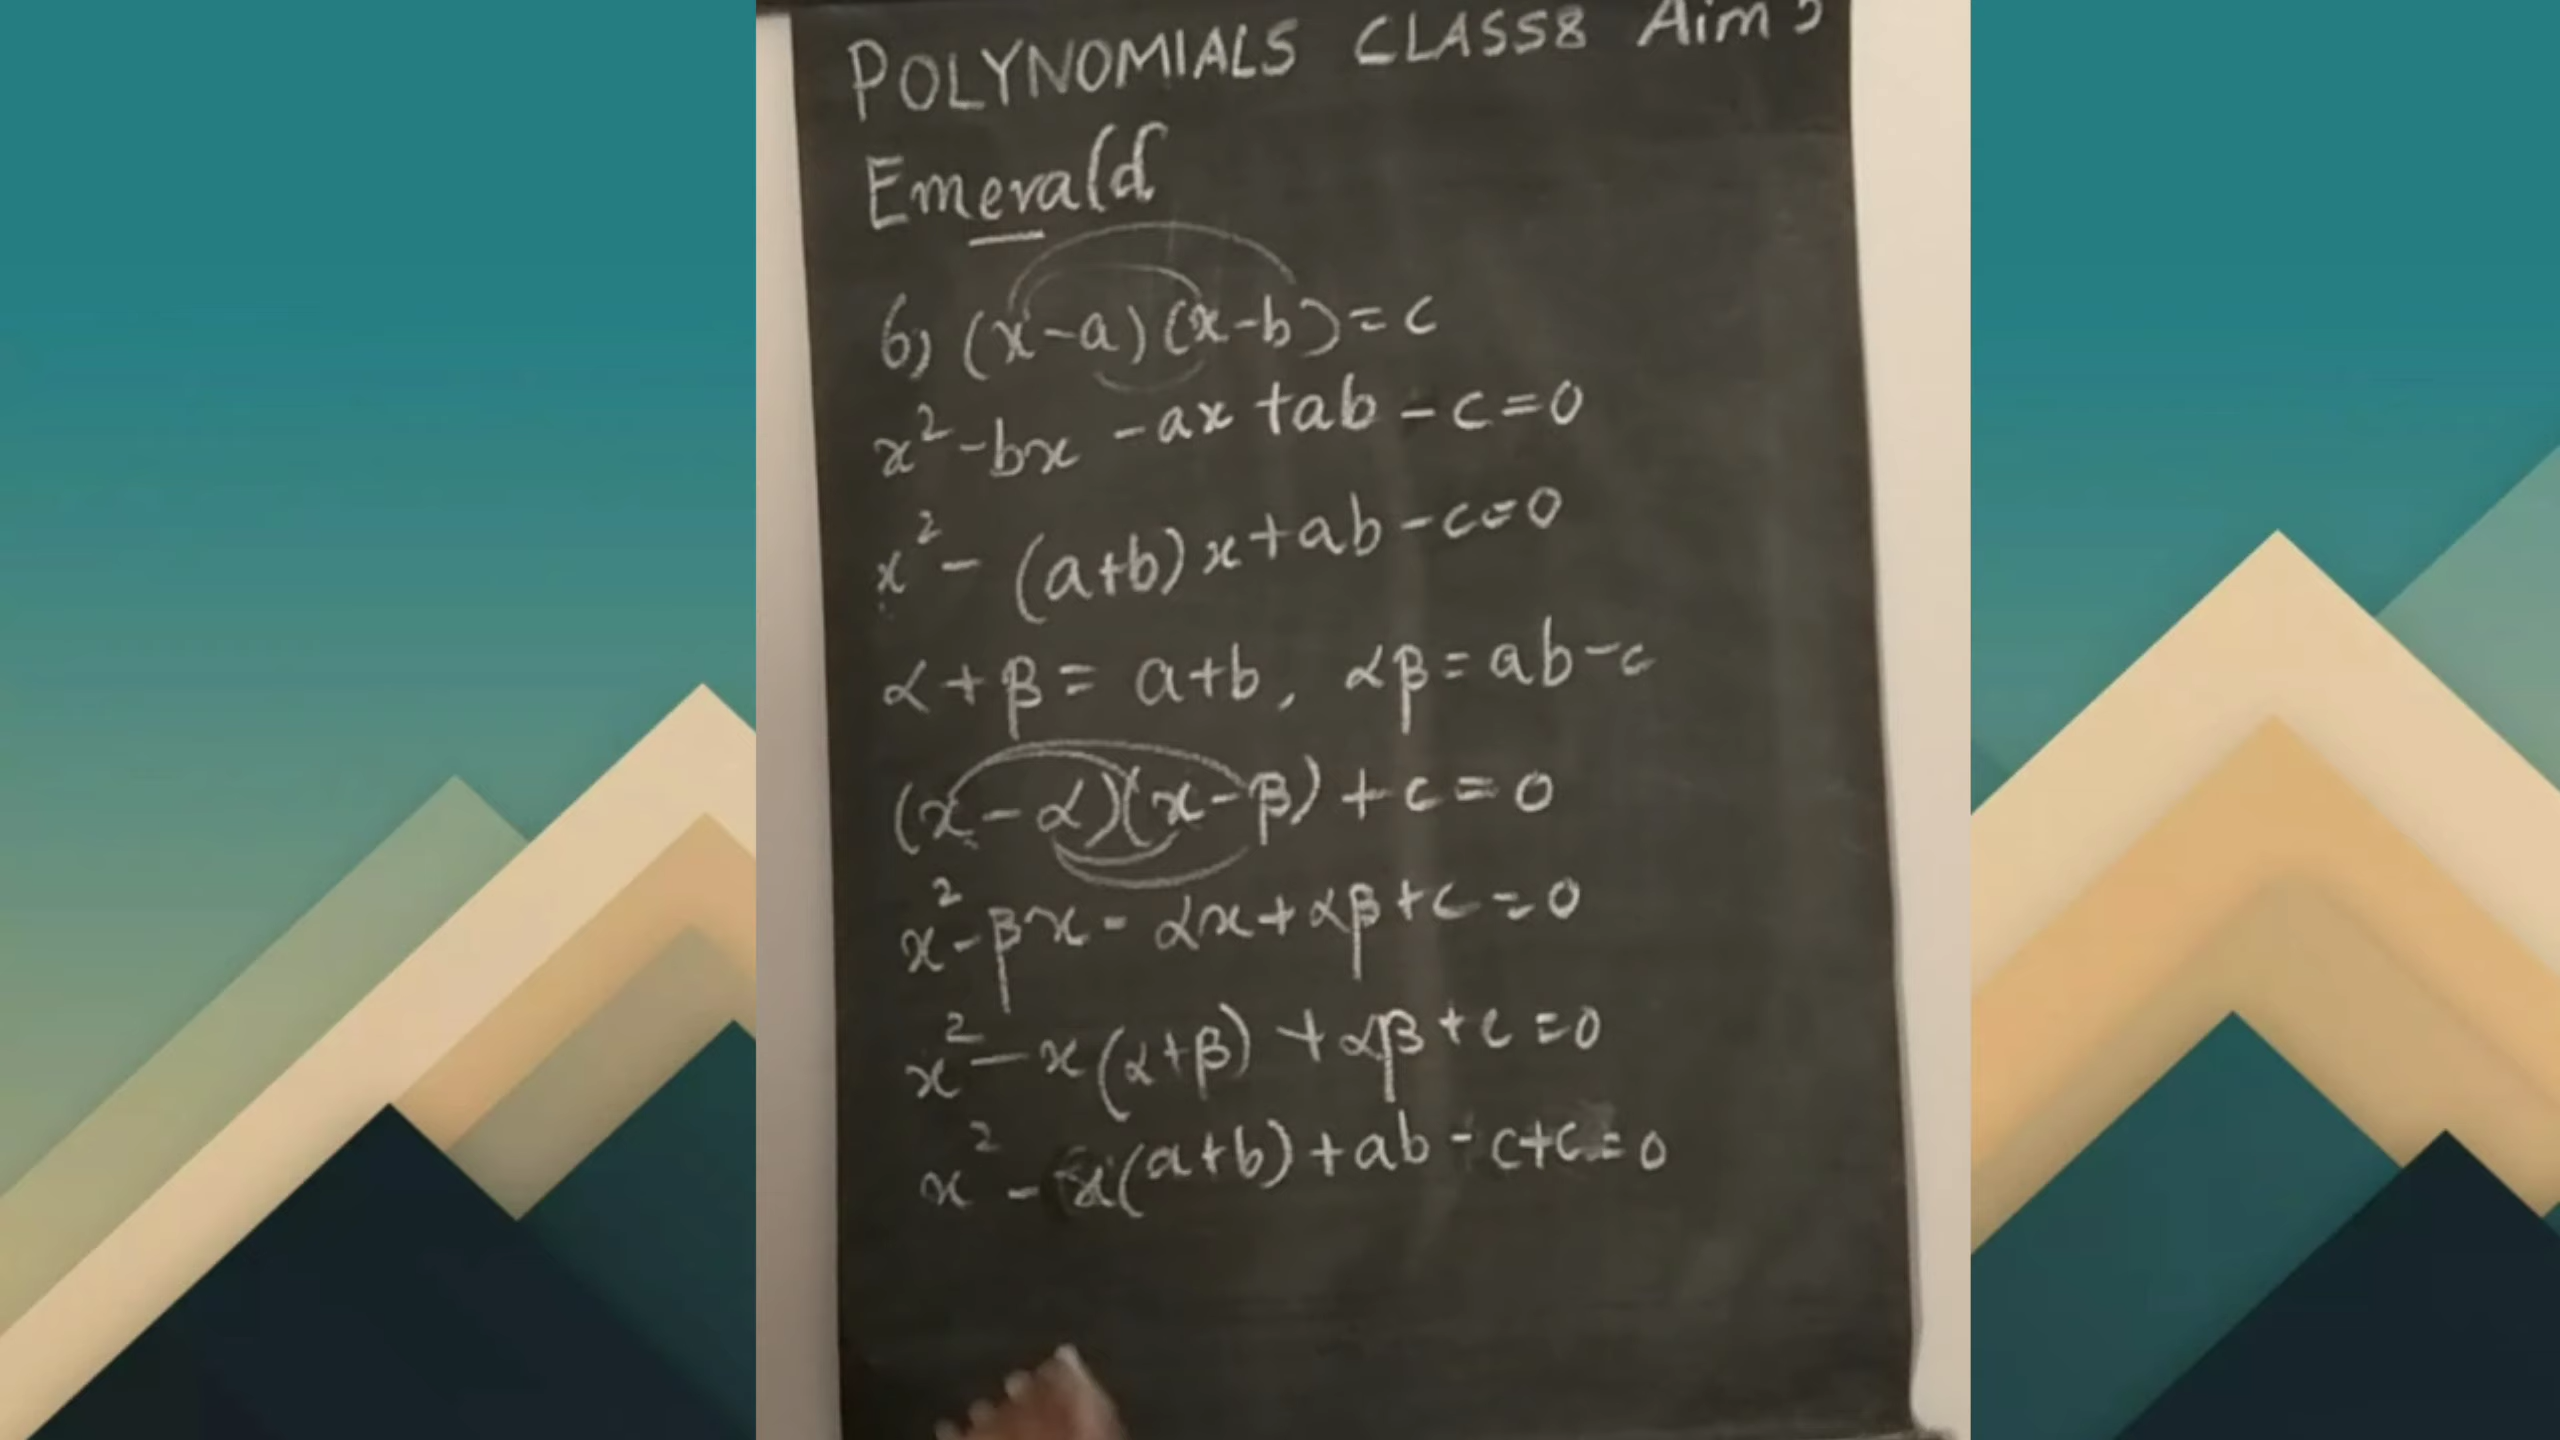 POLYNOMIALS CLASS8 Aim
Emerald
6) (x-a)(x-b)=c
x²-bx-ax+ab-c=0
x²-(a+b)x+ab-c=0
α+β=a+b, αβ=ab-c
(x-α)(x-β)+c=0
x²-βx-αx+αβ+c=0
x²-x(α+β)+αβ+c=0
x²-x(a+b)+ab-c+c=0